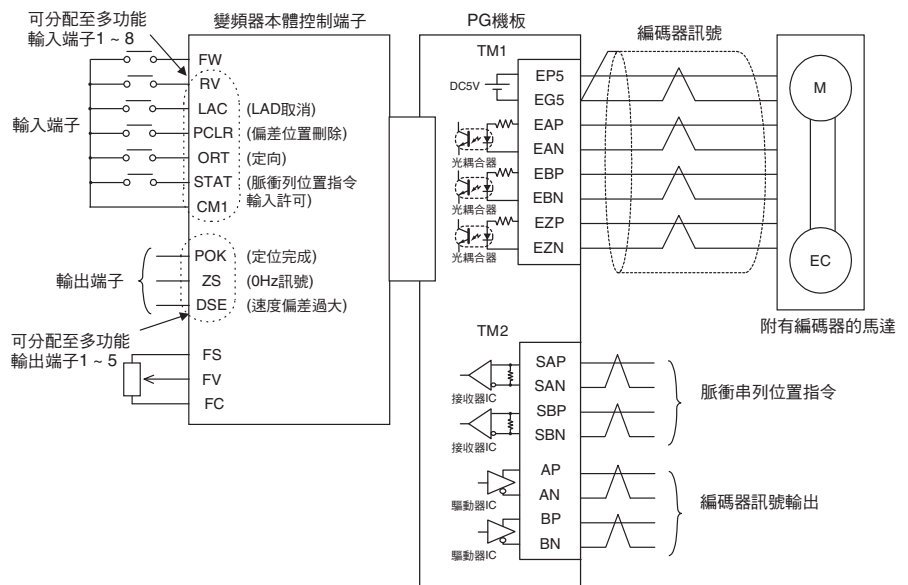 可分配至多功能
輸入端子1 ~ 8
變頻器本體控制端子
輸入端子
FW
RV
LAC (LAD取消)
PCLR (偏差位置刪除)
ORT (定向)
STAT (脈衝列位置指令
輸入許可)
CM1
輸出端子
POK (定位完成)
ZS (0Hz訊號)
DSE (速度偏差過大)
可分配至多功能
輸出端子1 ~ 5
FS
FV
FC
PG機板
TM1
DC5V
EP5
EG5
EAP
EAN
光耦合器
EBP
EBN
光耦合器
EZP
EZN
光耦合器
編碼器訊號
M
EC
附有編碼器的馬達
TM2
SAP
SAN
接收器IC
SBP
SBN
接收器IC
脈衝串列位置指令
AP
AN
驅動器IC
BP
BN
驅動器IC
編碼器訊號輸出